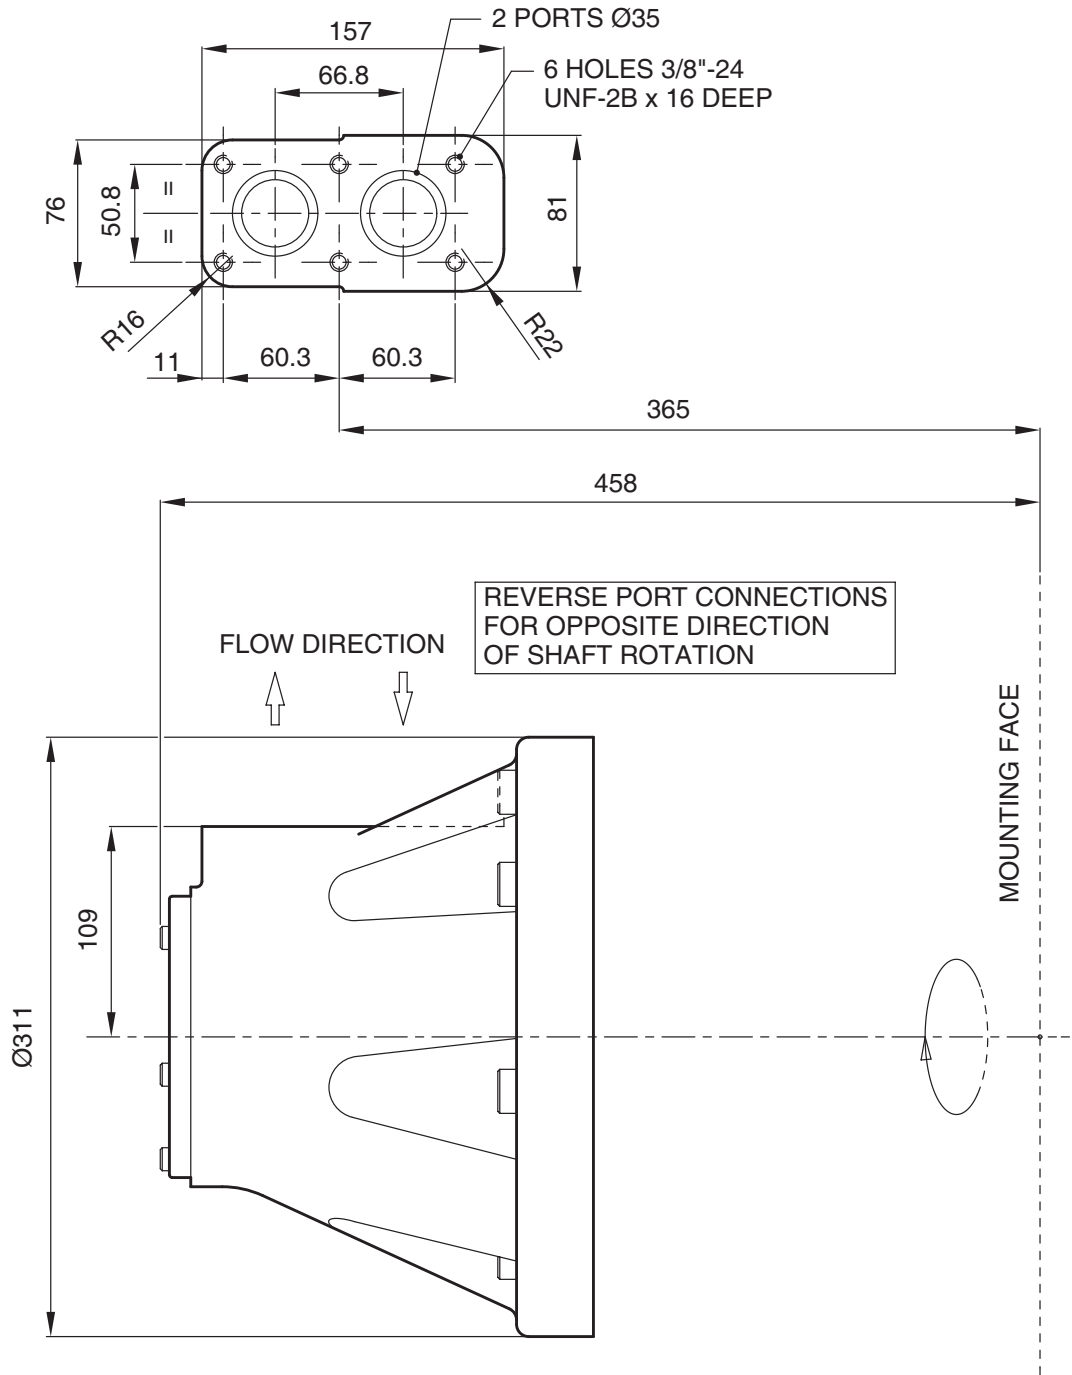 2 PORTS Ø35
157
6 HOLES 3/8"-24
UNF-2B x 16 DEEP
66.8
76
50.8
=
=
81
R16
R22
11
60.3
60.3
365
458
REVERSE PORT CONNECTIONS
FOR OPPOSITE DIRECTION
OF SHAFT ROTATION
FLOW DIRECTION
MOUNTING FACE
109
Ø311